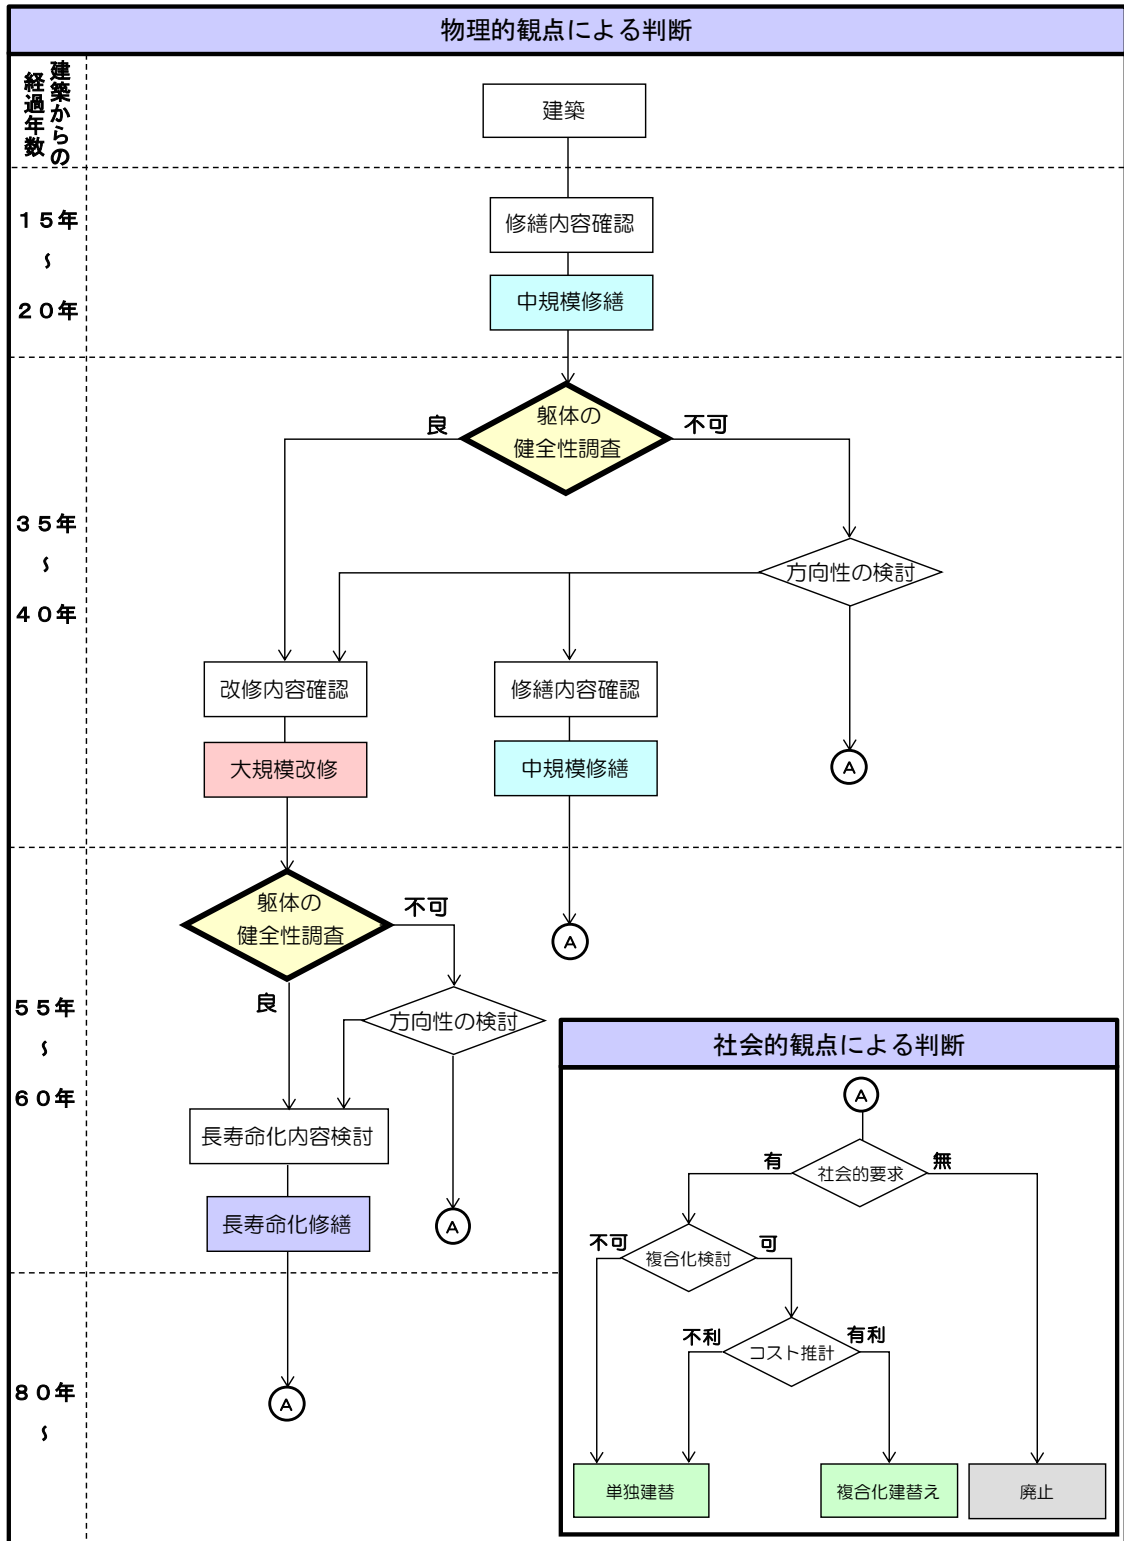 物理的観点による判断
建築からの
経過年数
建築
15年
~
20年
修繕内容確認
中規模修繕
躯体の
健全性調査
良
不可
35年
~
40年
方向性の検討
改修内容確認
修繕内容確認
大規模改修
中規模修繕
A
躯体の
健全性調査
不可
良
A
55年
~
60年
方向性の検討
長寿命化内容検討
長寿命化修繕
A
80年
~
A
社会的観点による判断
A
社会的要求
有
無
複合化検討
不可
可
コスト推計
不利
有利
単独建替
複合化建替え
廃止